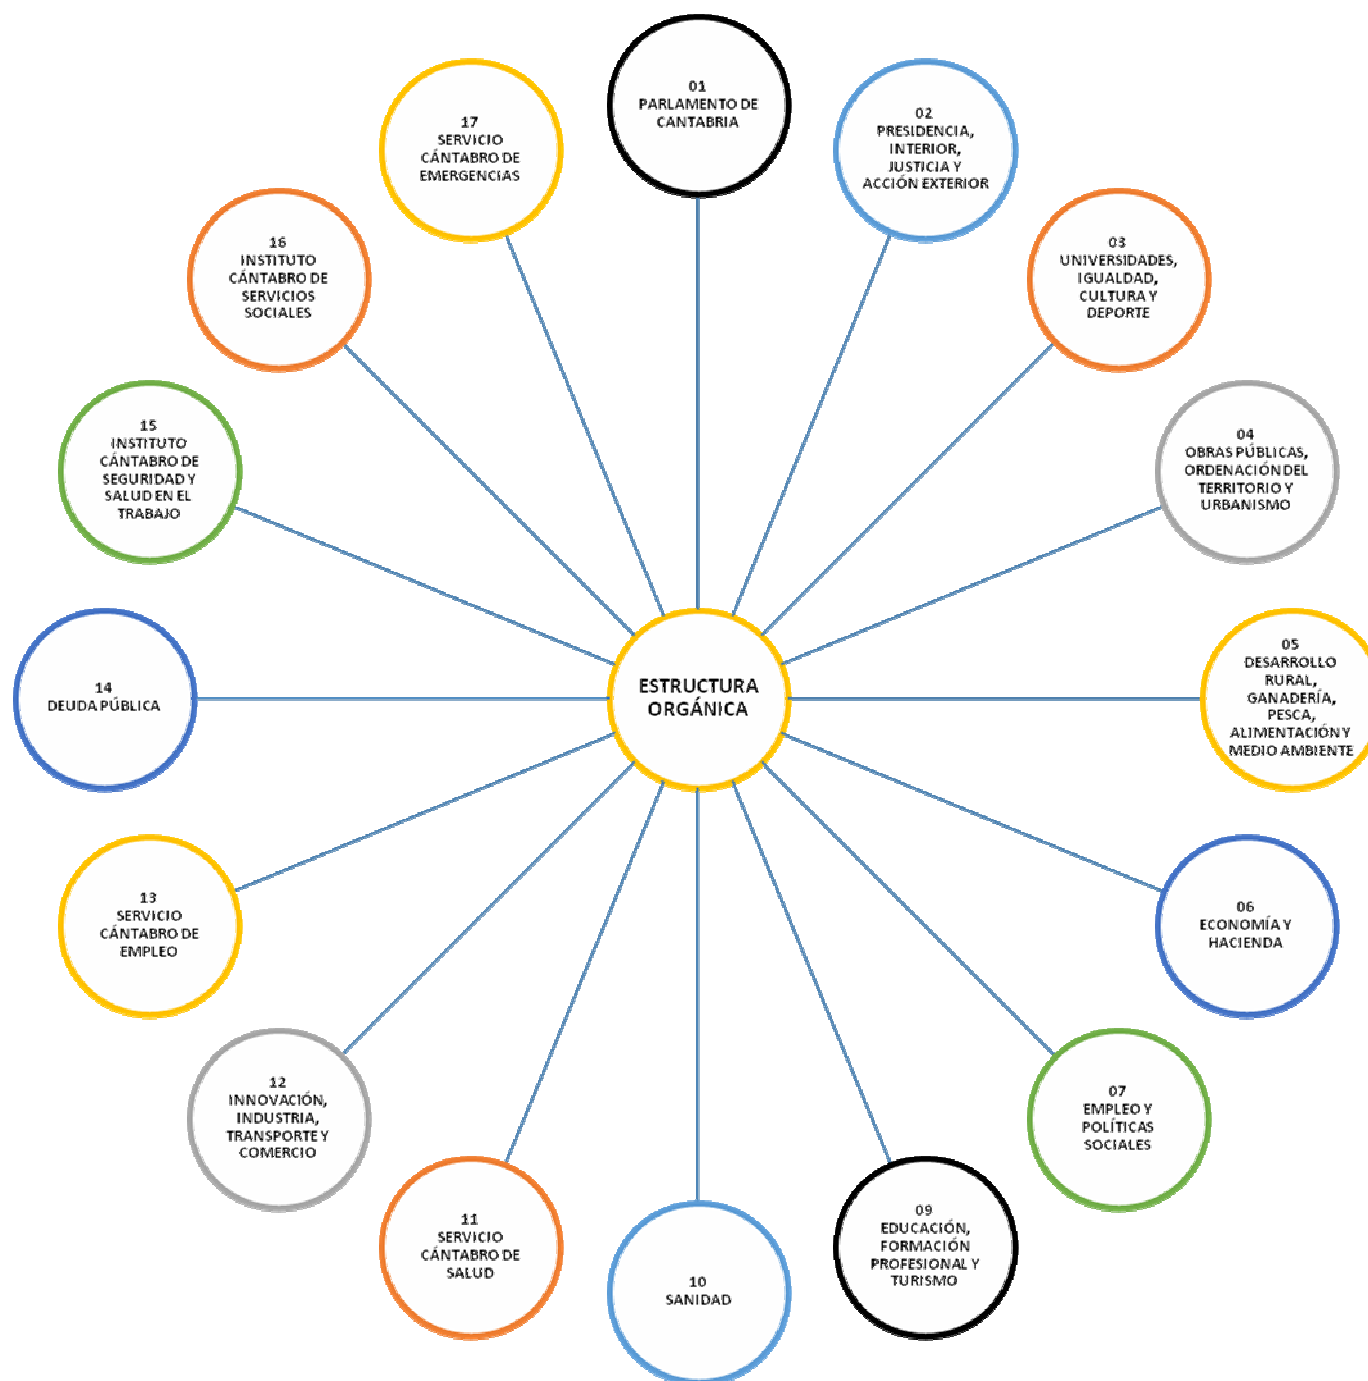 01
PARLAMENTO DE
CANTABRIA
02
PRESIDENCIA,
INTERIOR,
JUSTICIA Y
ACCIÓN EXTERIOR
03
UNIVERSIDADES,
IGUALDAD,
CULTURA Y
DEPORTE
04
OBRAS PÚBLICAS,
ORDENACIÓN DEL
TERRITORIO Y
URBANISMO
05
DESARROLLO
RURAL,
GANADERÍA,
PESCA,
ALIMENTACIÓN Y
MEDIO AMBIENTE
06
ECONOMÍA Y
HACIENDA
07
EMPLEO Y
POLÍTICAS
SOCIALES
09
EDUCACIÓN,
FORMACIÓN
PROFESIONAL Y
TURISMO
10
SANIDAD
11
SERVICIO
CÁNTABRO DE
SALUD
12
INNOVACIÓN,
INDUSTRIA,
TRANSPORTE Y
COMERCIO
13
SERVICIO
CÁNTABRO DE
EMPLEO
14
DEUDA PÚBLICA
15
INSTITUTO
CÁNTABRO DE
SEGURIDAD Y
SALUD EN EL
TRABAJO
16
INSTITUTO
CÁNTABRO DE
SERVICIOS
SOCIALES
17
SERVICIO
CÁNTABRO DE
EMERGENCIAS
ESTRUCTURA
ORGÁNICA